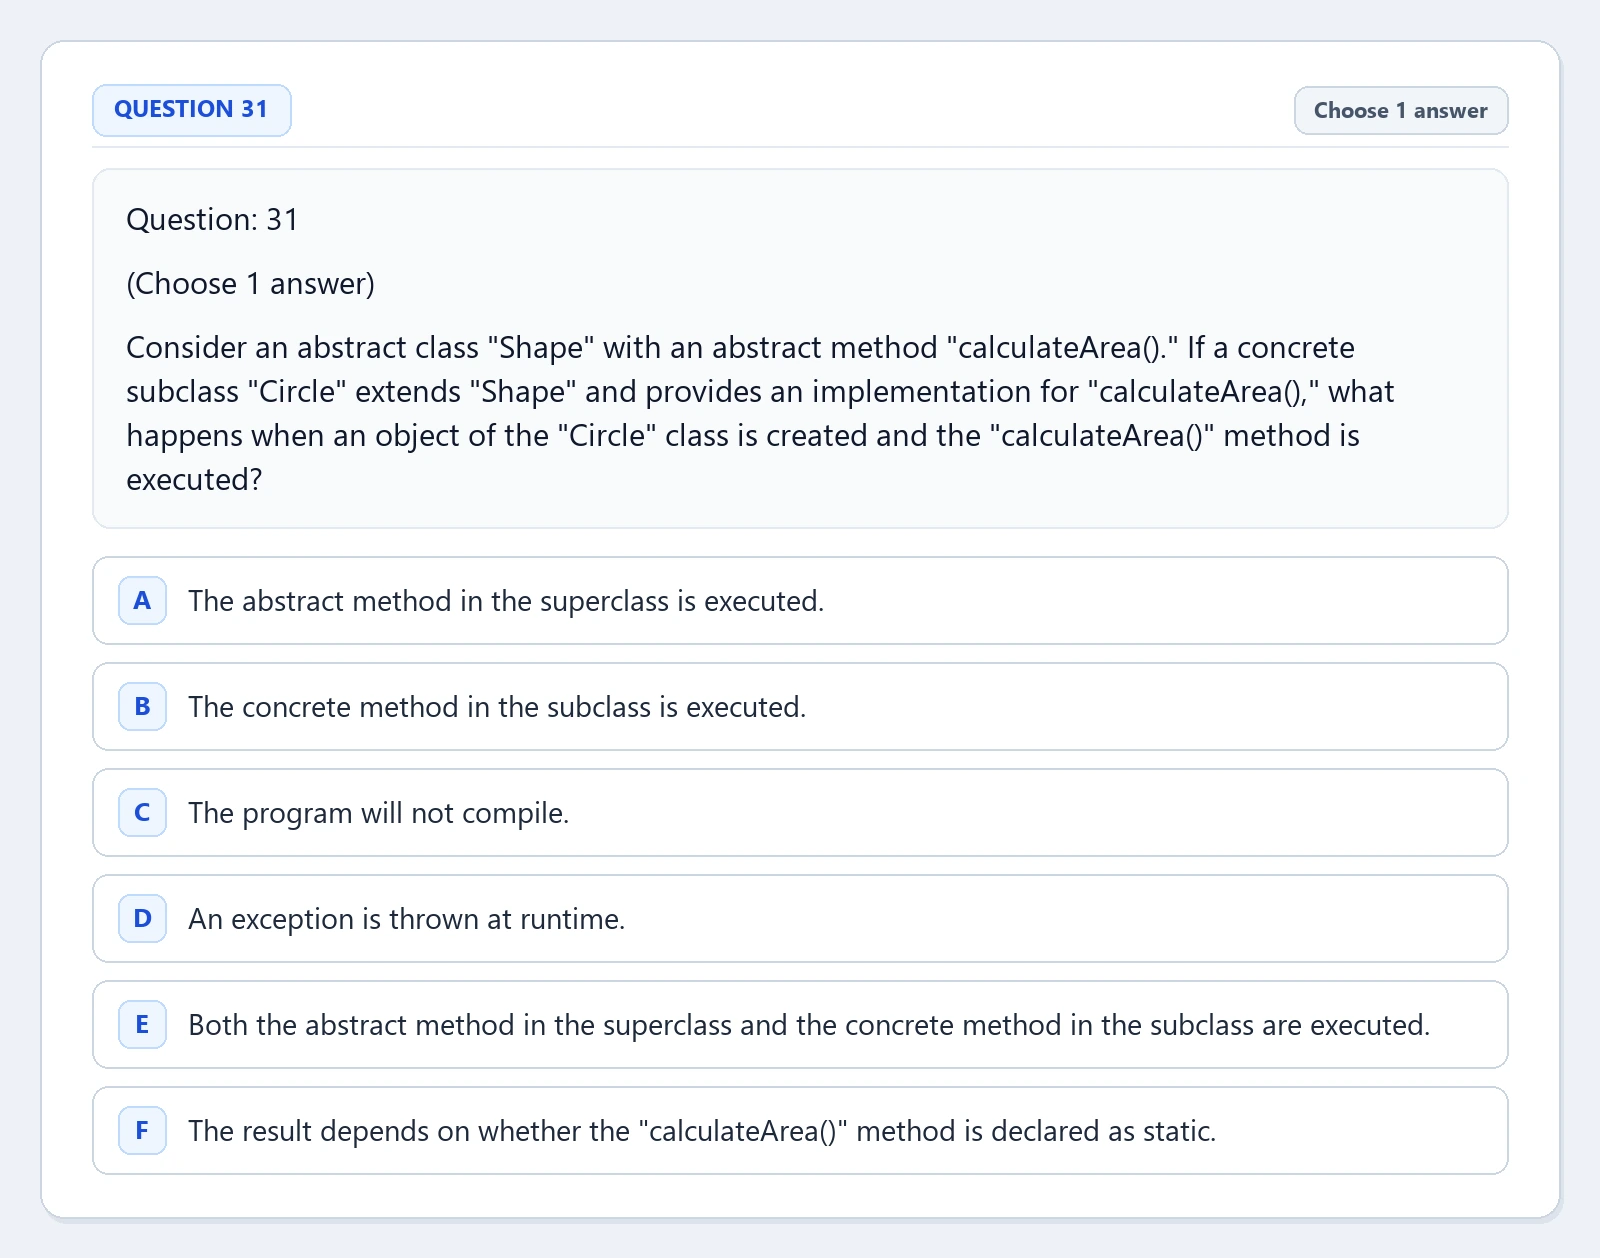 QUESTION 31
Choose 1 answer
Question: 31
(Choose 1 answer)
Consider an abstract class "Shape" with an abstract method "calculateArea()." If a concrete
subclass "Circle" extends "Shape" and provides an implementation for "calculateArea()," what
happens when an object of the "Circle" class is created and the "calculateArea()" method is
executed?
A The abstract method in the superclass is executed.
B The concrete method in the subclass is executed.
C The program will not compile.
D An exception is thrown at runtime.
E Both the abstract method in the superclass and the concrete method in the subclass are executed.
F The result depends on whether the "calculateArea()" method is declared as static.